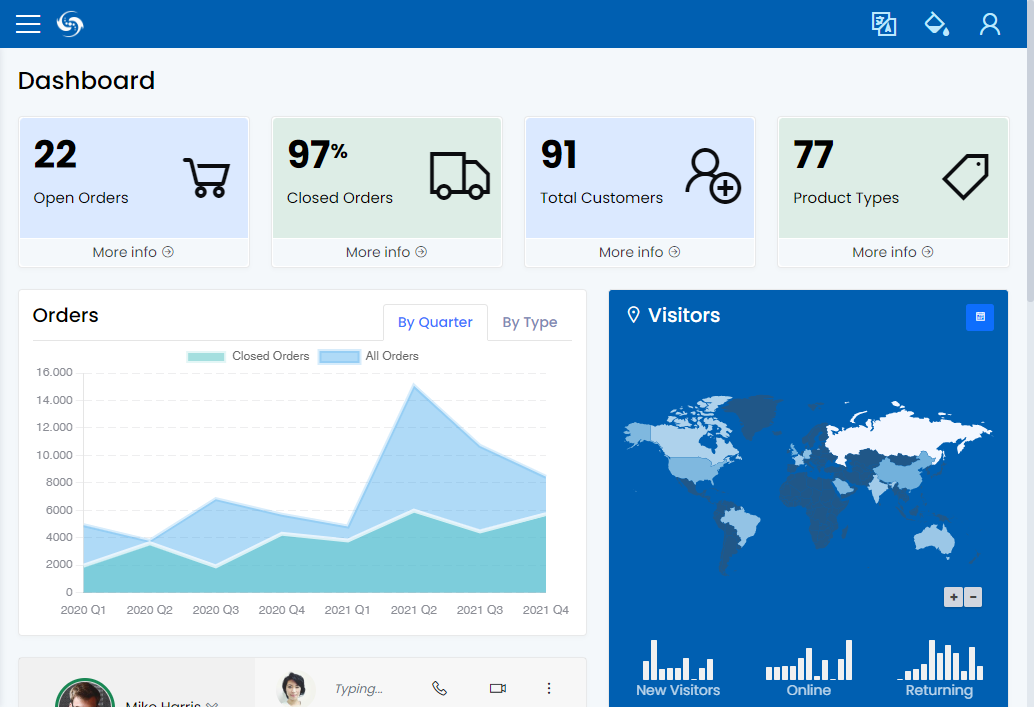 Dashboard
22
Open Orders
More info
97%
Closed Orders
More info
91
Total Customers
More info
77
Product Types
More info
Orders
By Quarter
By Type
Closed Orders
All Orders
16.000
14.000
12.000
10.000
8000
6000
4000
2000
0
2020 Q1 2020 Q2 2020 Q3 2020 Q4 2021 Q1 2021 Q2 2021 Q3 2021 Q4
Visitors
+ −
New Visitors
Online
Returning
Mike Harris
Typing...